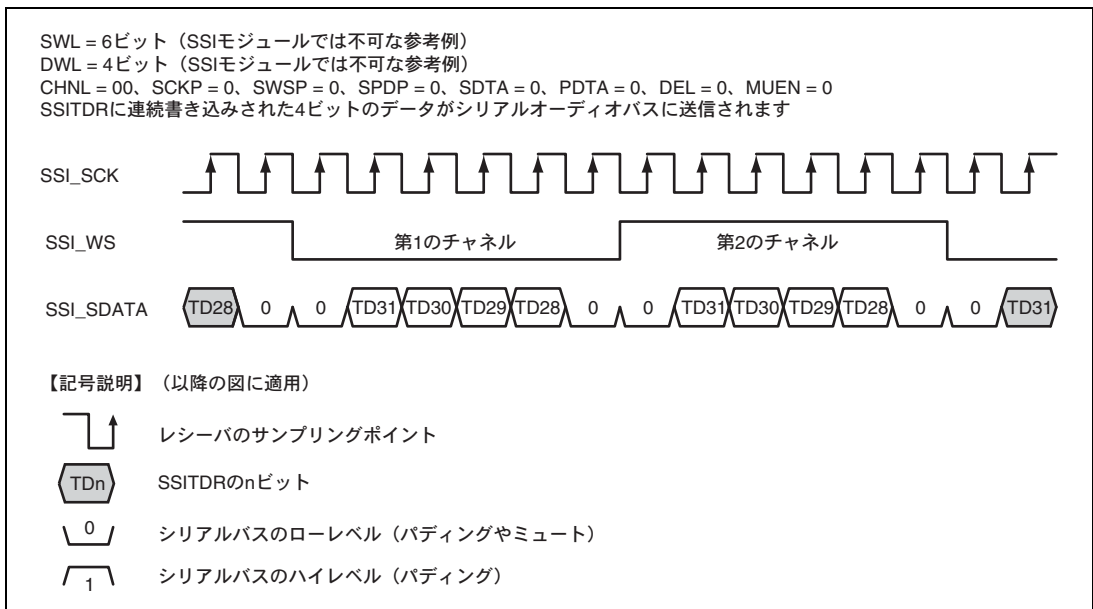 SWL = 6ビット（SSIモジュールでは不可な参考例）
DWL = 4ビット（SSIモジュールでは不可な参考例）
CHNL = 00、SCKP = 0、SWSP = 0、SPDP = 0、SDTA = 0、PDTA = 0、DEL = 0、MUEN = 0
SSITDRに連続書き込みされた4ビットのデータがシリアルオーディオバスに送信されます
SSI_SCK
SSI_WS 第1のチャネル 第2のチャネル
SSI_SDATA TD28 0 0 TD31 TD30 TD29 TD28 0 0 TD31 TD30 TD29 TD28 0 0 TD31
【記号説明】（以降の図に適用）
レシーバのサンプリングポイント
TDn SSITDRのnビット
0 シリアルバスのローレベル（パディングやミュート）
1 シリアルバスのハイレベル（パディング）